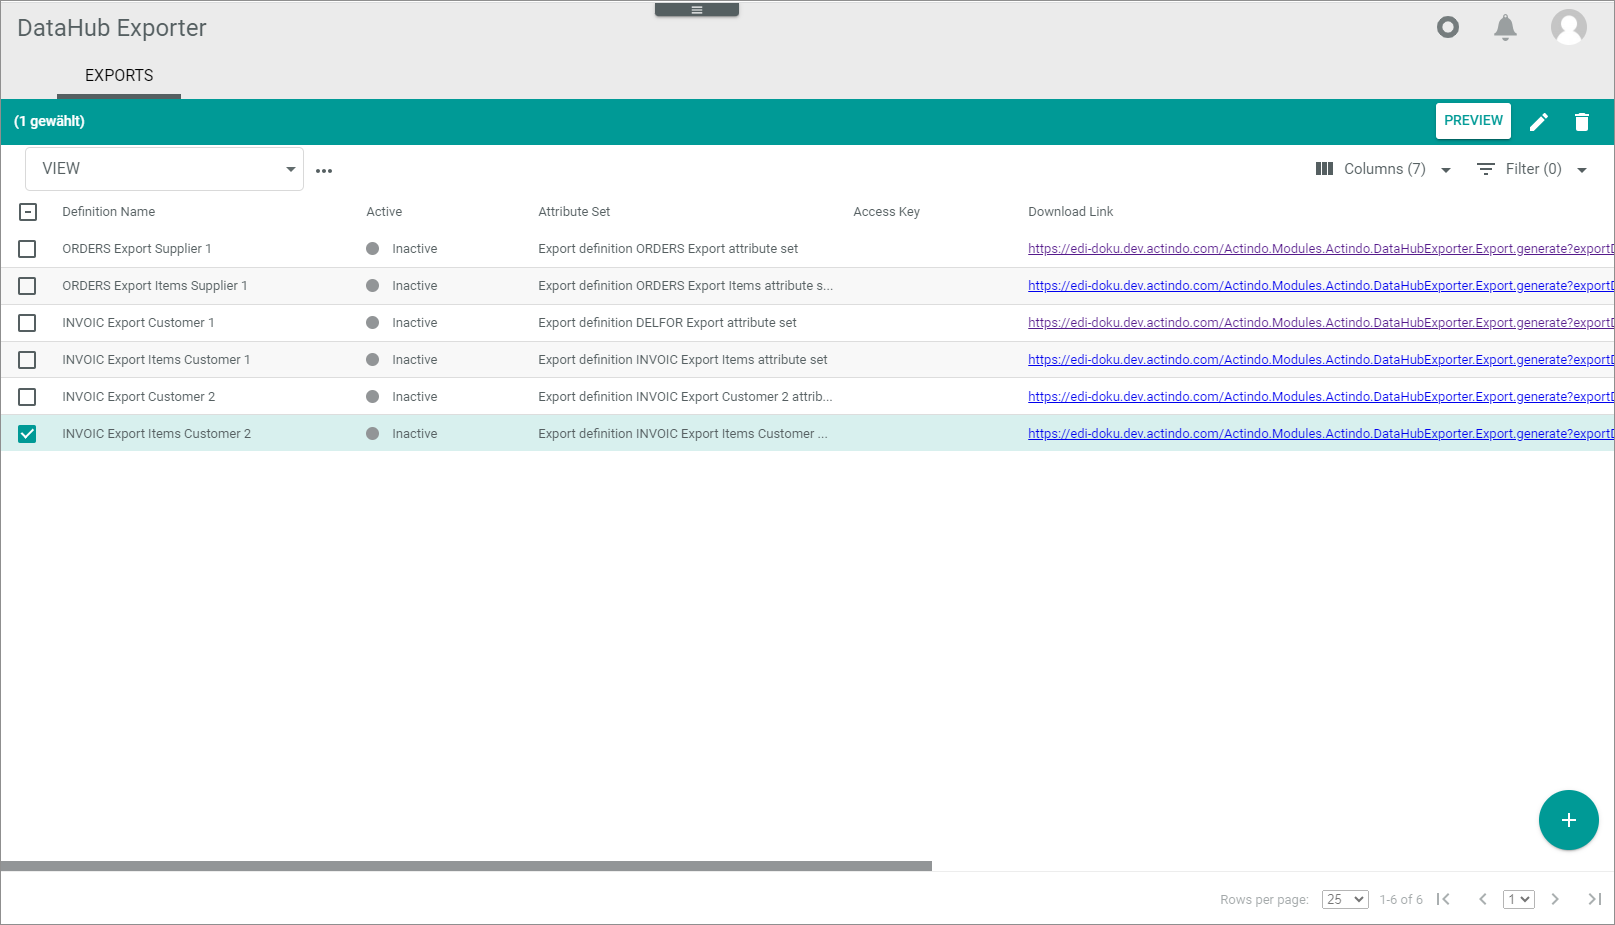 DataHub Exporter
EXPORTS
(1 gewählt)
PREVIEW
VIEW
Columns (7)
Filter (0)
Definition Name Active Attribute Set Access Key Download Link
ORDERS Export Supplier 1 Inactive Export definition ORDERS Export attribute set https://edi-doku.dev.actindo.com/Actindo.Modules.Actindo.DataHubExporter.Export.generate?exportD
ORDERS Export Items Supplier 1 Inactive Export definition ORDERS Export Items attribute s... https://edi-doku.dev.actindo.com/Actindo.Modules.Actindo.DataHubExporter.Export.generate?exportD
INVOIC Export Customer 1 Inactive Export definition DELFOR Export attribute set https://edi-doku.dev.actindo.com/Actindo.Modules.Actindo.DataHubExporter.Export.generate?exportD
INVOIC Export Items Customer 1 Inactive Export definition INVOIC Export Items attribute set https://edi-doku.dev.actindo.com/Actindo.Modules.Actindo.DataHubExporter.Export.generate?exportD
INVOIC Export Customer 2 Inactive Export definition INVOIC Export Customer 2 attrib... https://edi-doku.dev.actindo.com/Actindo.Modules.Actindo.DataHubExporter.Export.generate?exportD
INVOIC Export Items Customer 2 Inactive Export definition INVOIC Export Items Customer ... https://edi-doku.dev.actindo.com/Actindo.Modules.Actindo.DataHubExporter.Export.generate?exportD
Rows per page: 25 1-6 of 6 1